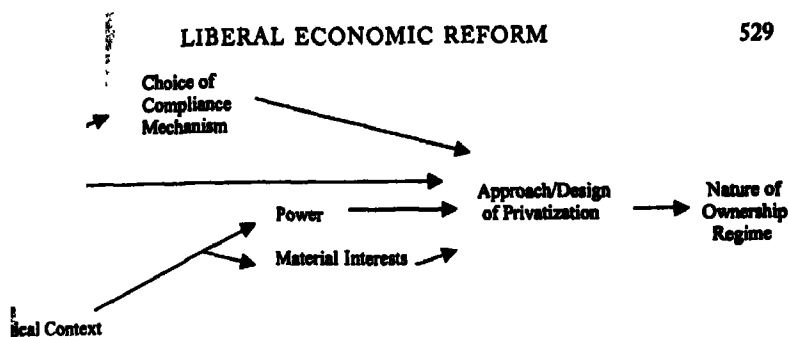 LIBERAL ECONOMIC REFORM 529
Choice of
Compliance
Mechanism
Approach/Design
of Privatization
Nature of
Ownership
Regime
Power
Material Interests
Context